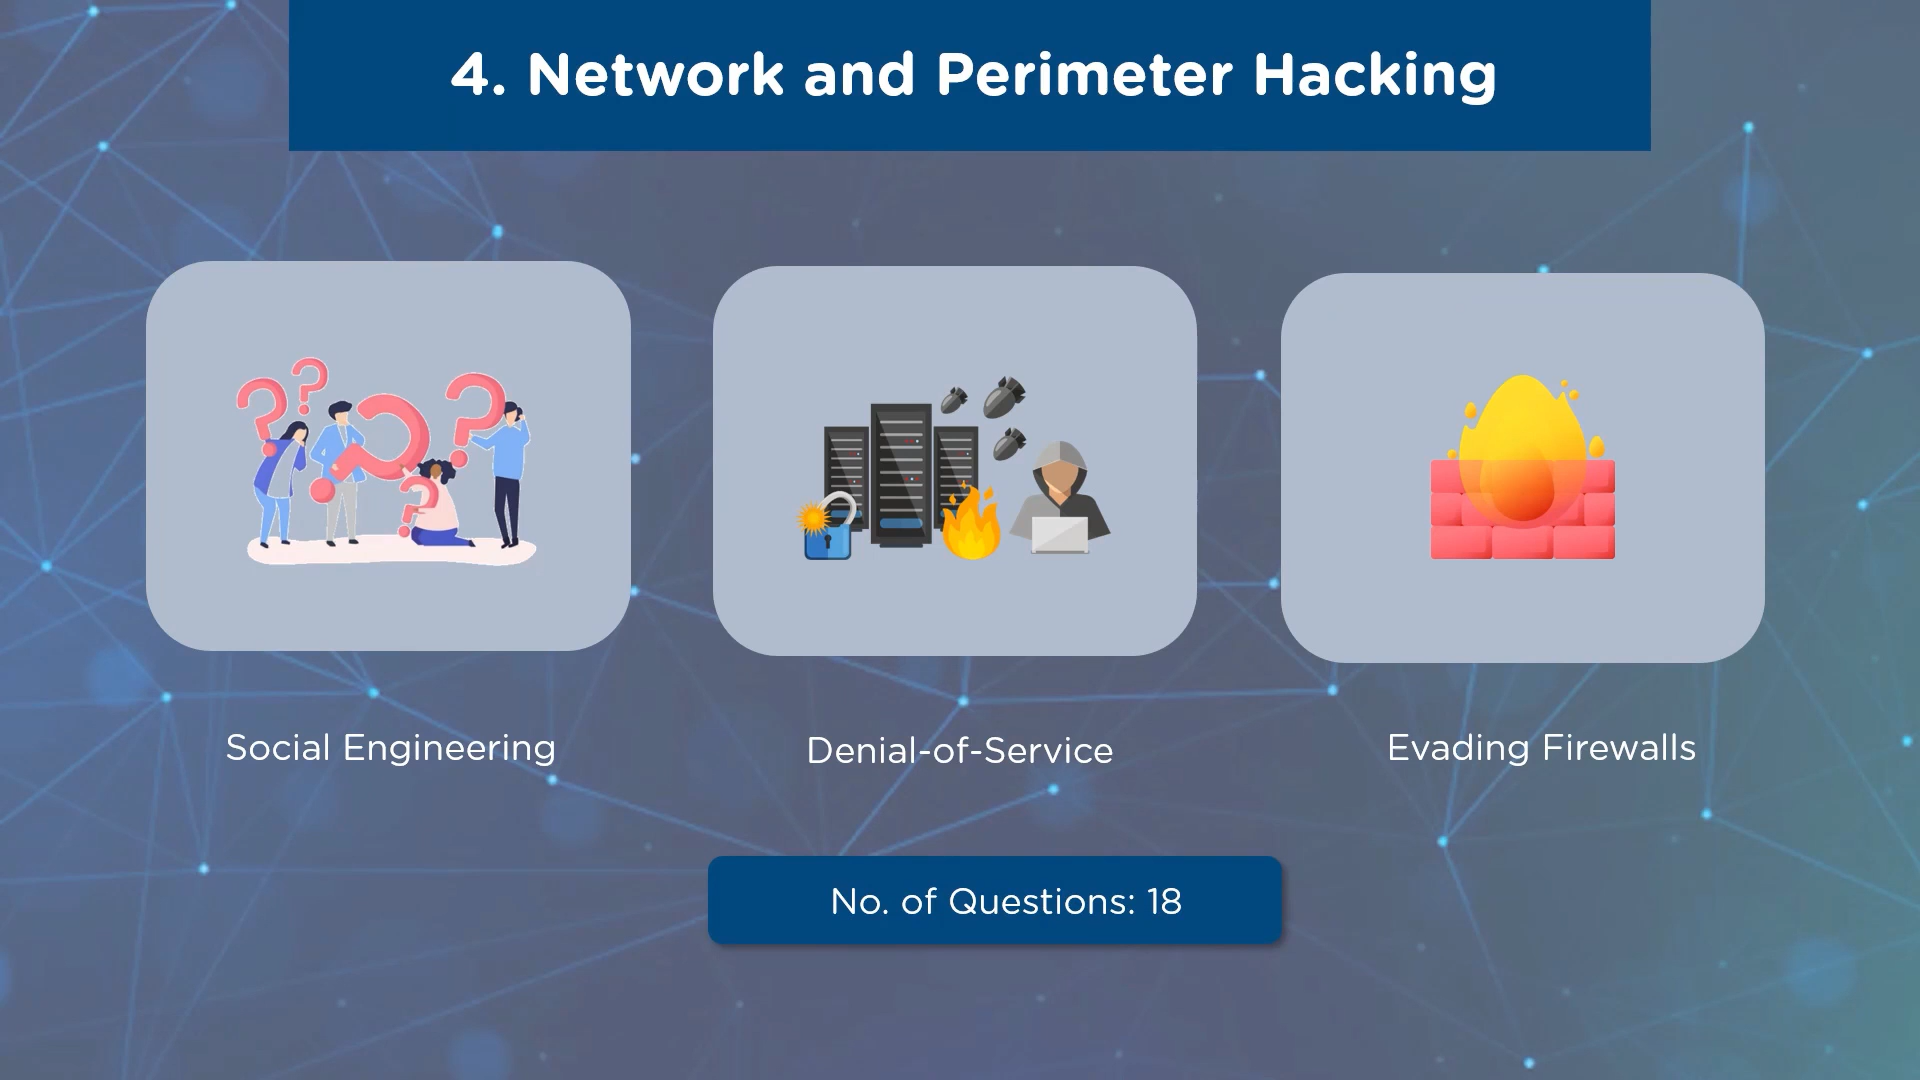 4. Network and Perimeter Hacking
Social Engineering
Denial-of-Service
Evading Firewalls
No. of Questions: 18